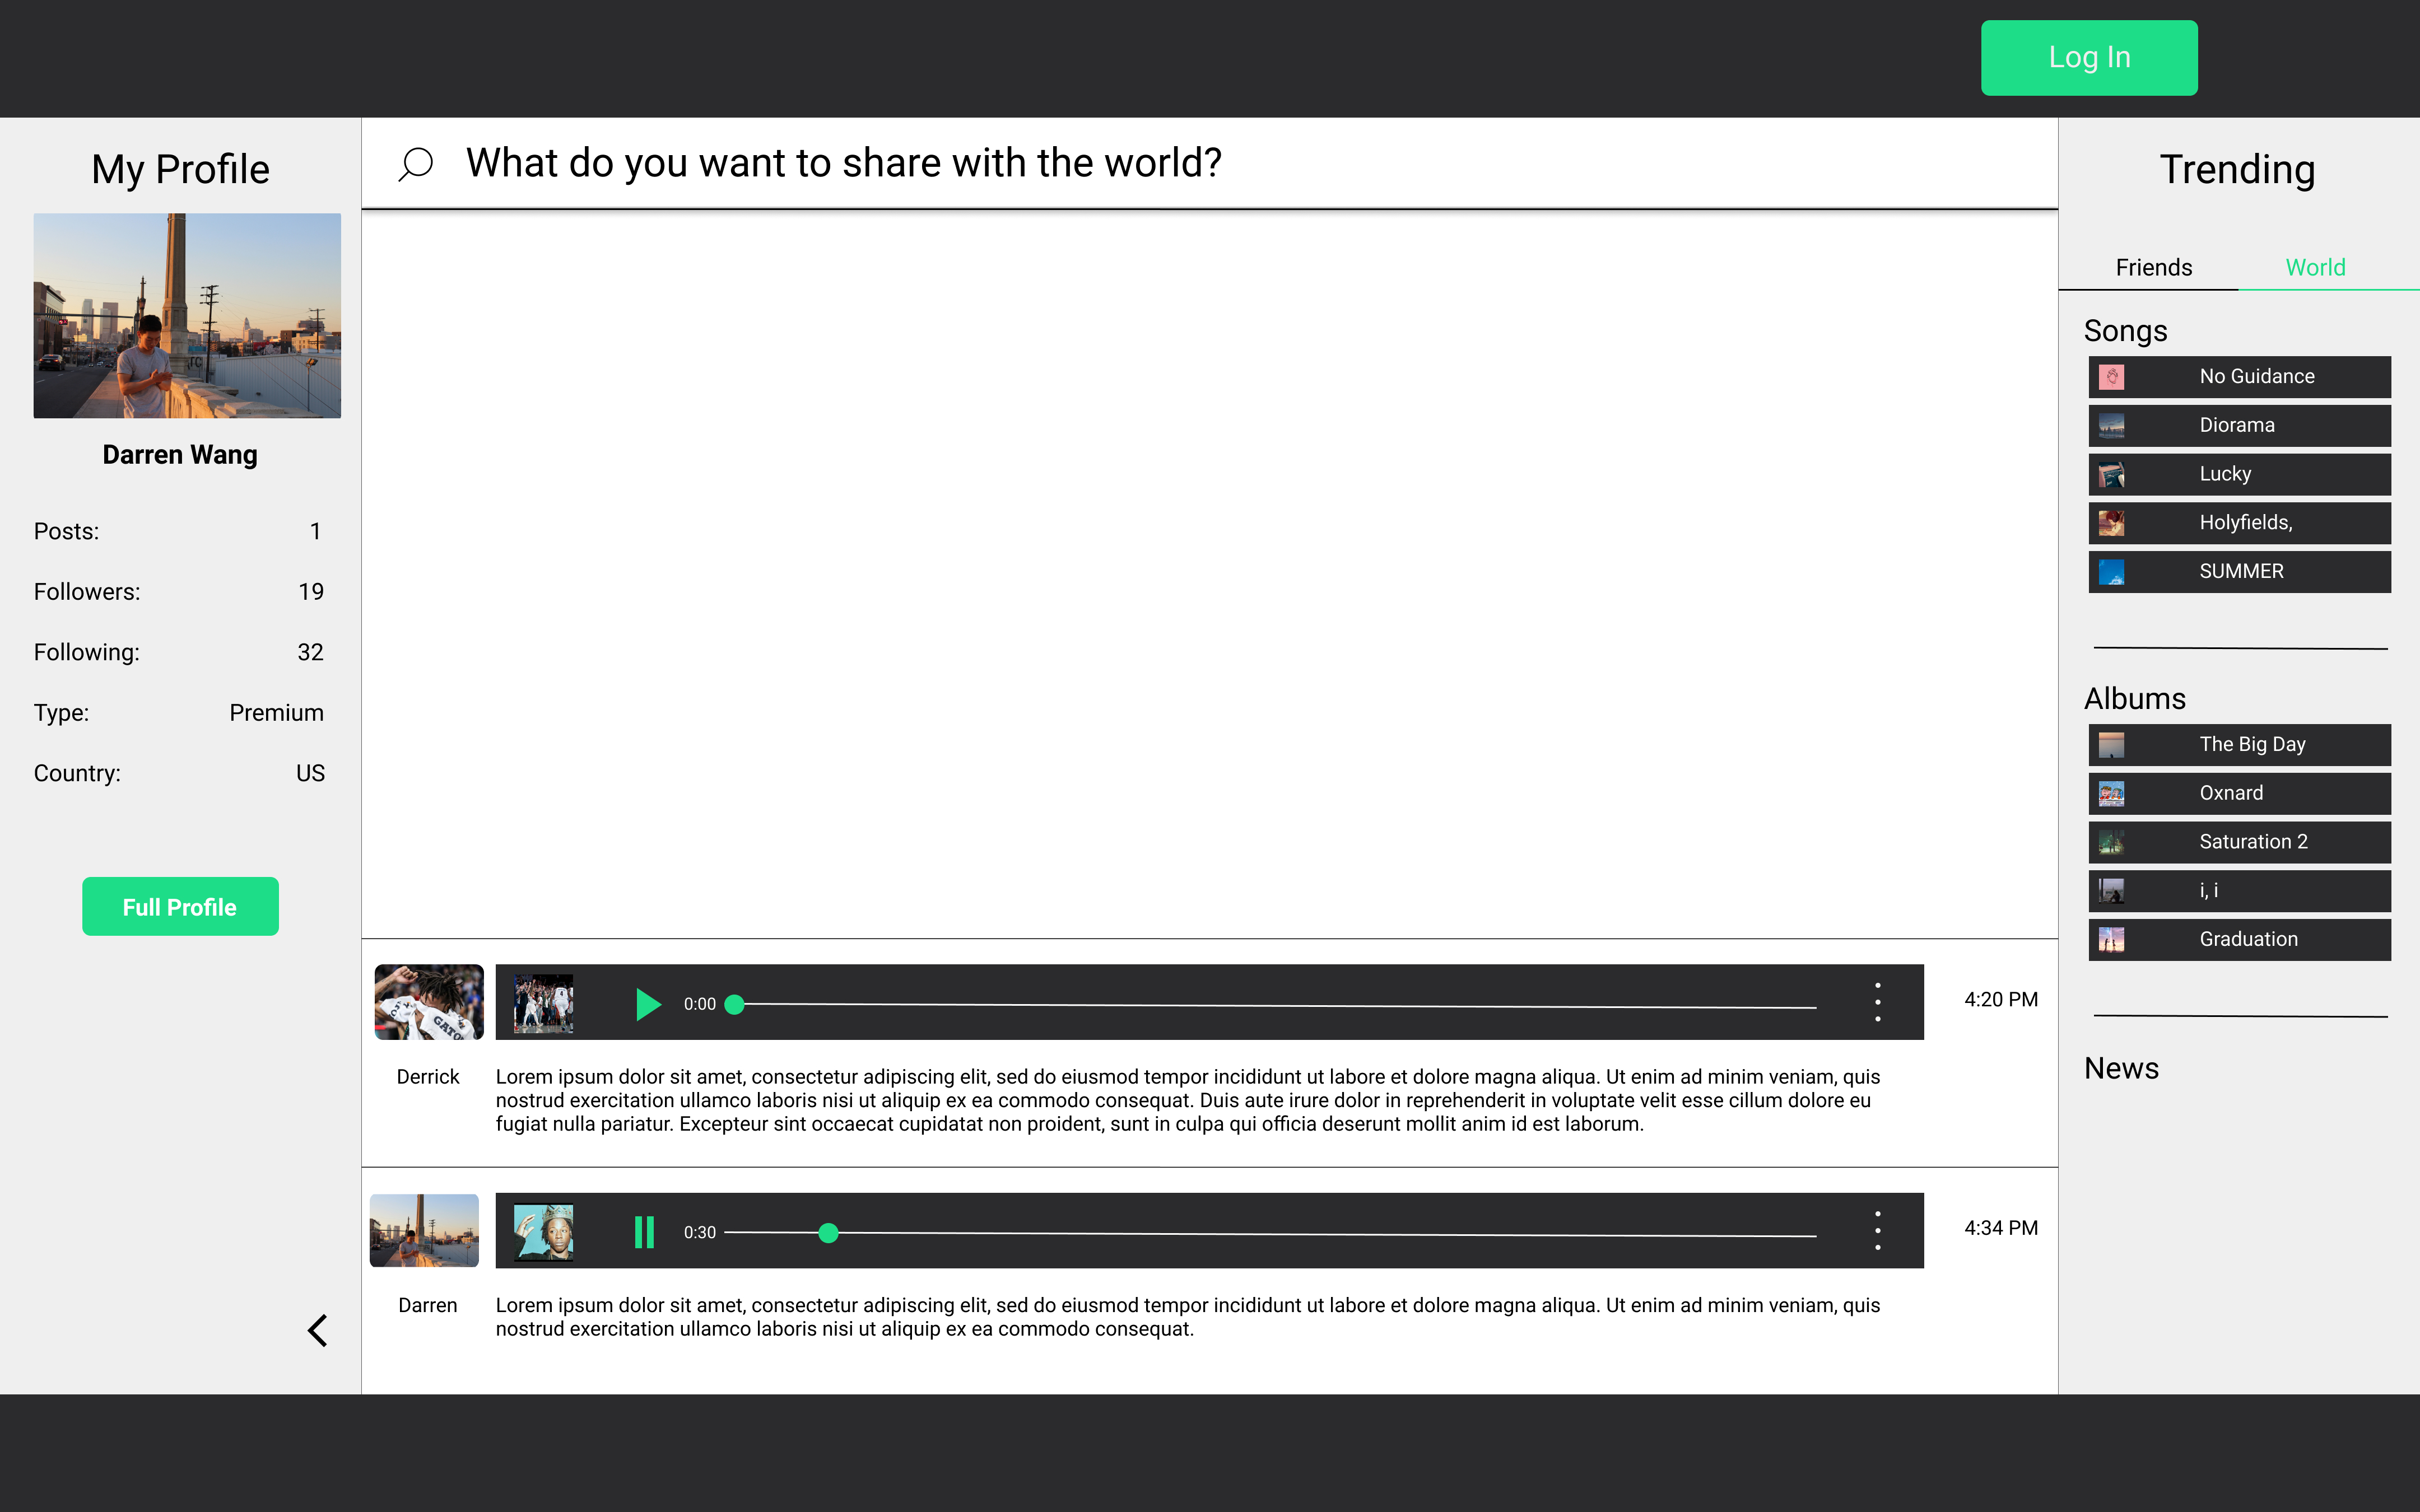 Log In
My Profile
Darren Wang
Posts: 1
Followers: 19
Following: 32
Type: Premium
Country: US
Full Profile
What do you want to share with the world?
0:00
4:20 PM
Derrick
Lorem ipsum dolor sit amet, consectetur adipiscing elit, sed do eiusmod tempor incididunt ut labore et dolore magna aliqua. Ut enim ad minim veniam, quis
nostrud exercitation ullamco laboris nisi ut aliquip ex ea commodo consequat. Duis aute irure dolor in reprehenderit in voluptate velit esse cillum dolore eu
fugiat nulla pariatur. Excepteur sint occaecat cupidatat non proident, sunt in culpa qui officia deserunt mollit anim id est laborum.
0:30
4:34 PM
Darren
Lorem ipsum dolor sit amet, consectetur adipiscing elit, sed do eiusmod tempor incididunt ut labore et dolore magna aliqua. Ut enim ad minim veniam, quis
nostrud exercitation ullamco laboris nisi ut aliquip ex ea commodo consequat.
Trending
Friends World
Songs
No Guidance
Diorama
Lucky
Holyfields,
SUMMER
Albums
The Big Day
Oxnard
Saturation 2
i, i
Graduation
News